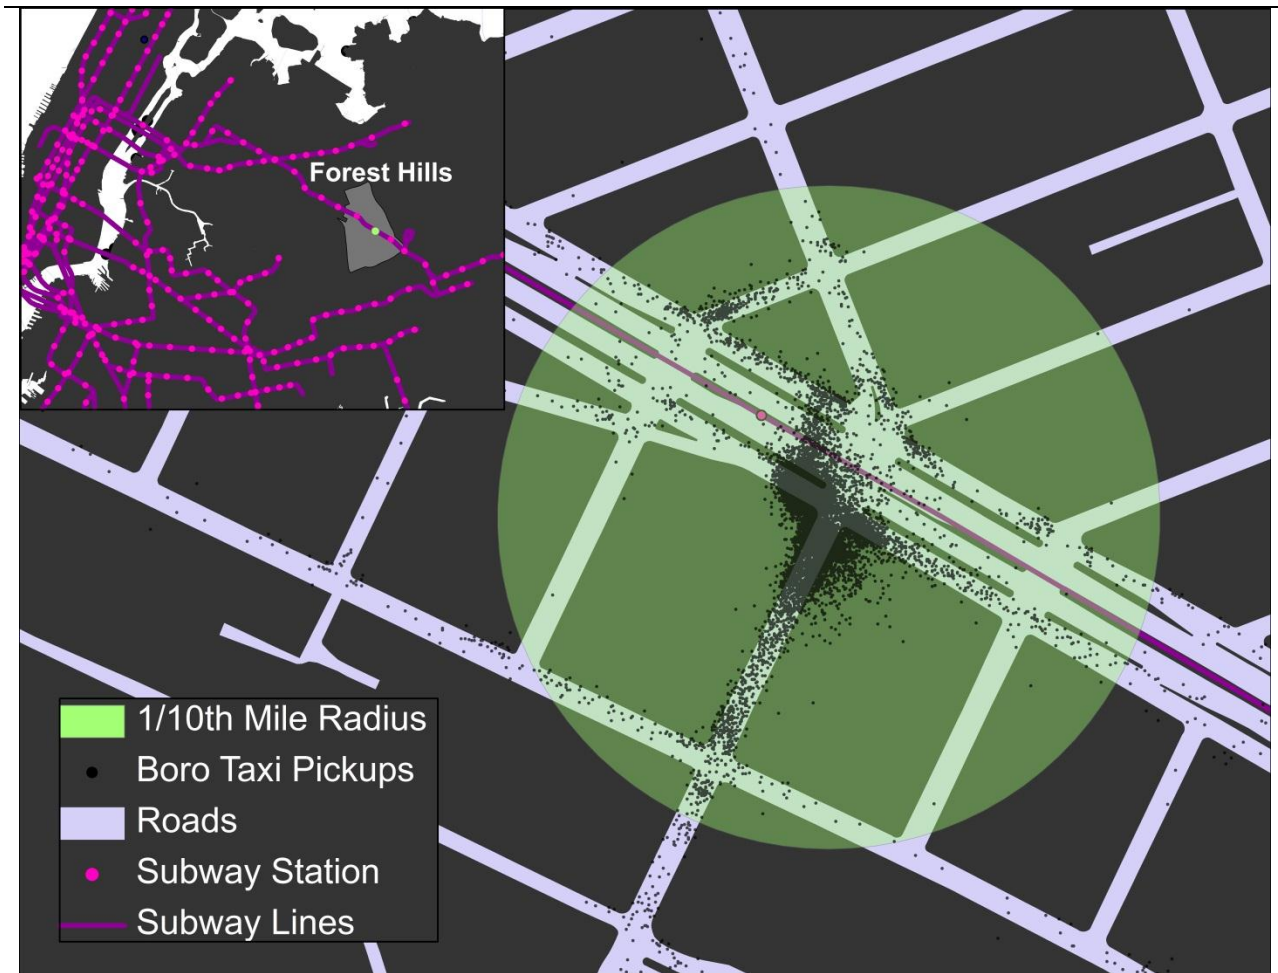 Forest Hills
1/10th Mile Radius
Boro Taxi Pickups
Roads
Subway Station
Subway Lines